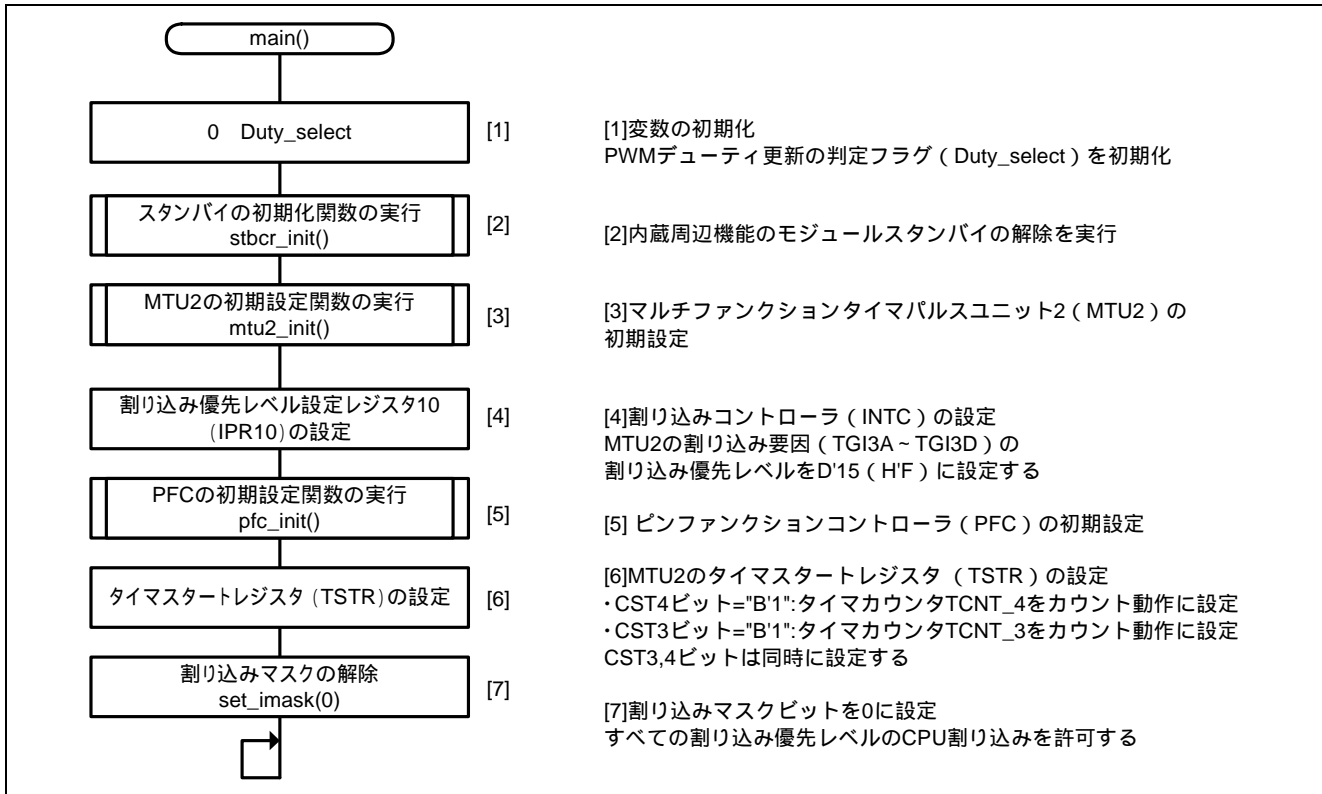 main()
0 Duty_select
[1]
[1]変数の初期化
PWMデューティ更新の判定フラグ（Duty_select）を初期化
スタンバイの初期化関数の実行
stbcr_init()
[2]
[2]内蔵周辺機能のモジュールスタンバイの解除を実行
MTU2の初期設定関数の実行
mtu2_init()
[3]
[3]マルチファンクションタイマパルスユニット2（MTU2）の
初期設定
割り込み優先レベル設定レジスタ10
(IPR10)の設定
[4]
[4]割り込みコントローラ（INTC）の設定
MTU2の割り込み要因（TGI3A～TGI3D）の
割り込み優先レベルをD'15（H'F）に設定する
PFCの初期設定関数の実行
pfc_init()
[5]
[5] ピンファンクションコントローラ（PFC）の初期設定
タイマスタートレジスタ (TSTR)の設定
[6]
[6]MTU2のタイマスタートレジスタ （TSTR）の設定
・CST4ビット="B'1":タイマカウンタTCNT_4をカウント動作に設定
・CST3ビット="B'1":タイマカウンタTCNT_3をカウント動作に設定
CST3,4ビットは同時に設定する
割り込みマスクの解除
set_imask(0)
[7]
[7]割り込みマスクビットを0に設定
すべての割り込み優先レベルのCPU割り込みを許可する